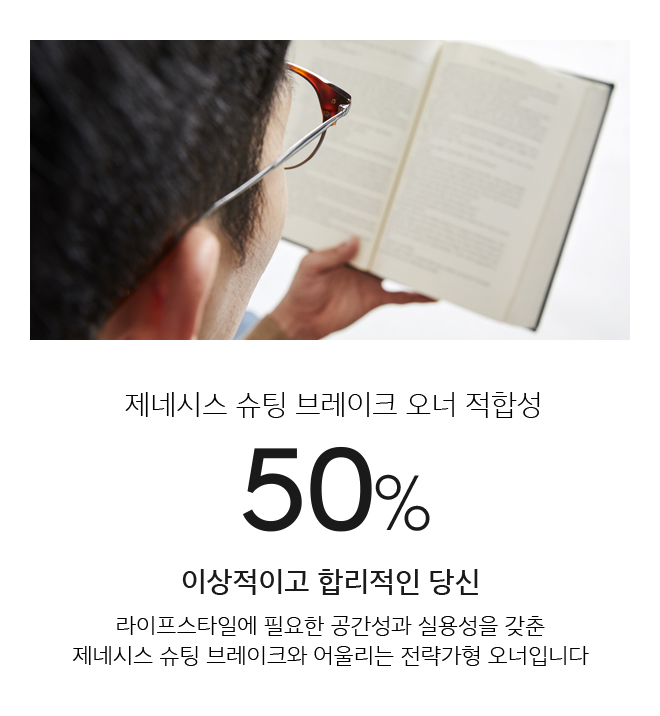 제네시스 슈팅 브레이크 오너 적합성
50%
이상적이고 합리적인 당신
라이프스타일에 필요한 공간성과 실용성을 갖춘
제네시스 슈팅 브레이크와 어울리는 전략가형 오너입니다